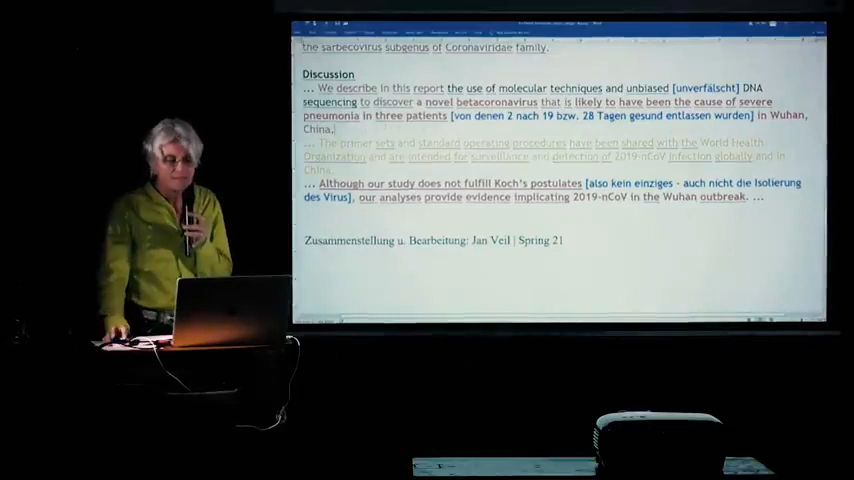 the sarbecovirus subgenus of Coronaviridae family.
Discussion
... We describe in this report the use of molecular techniques and unbiased [unverfälscht] DNA
sequencing to discover a novel betacoronavirus that is likely to have been the cause of severe
pneumonia in three patients [von denen 2 nach 19 bzw. 28 Tagen gesund entlassen wurden] in Wuhan,
China.
... The primer sets and standard operating procedures have been shared with the World Health
Organization and are intended for surveillance and detection of 2019-nCoV infection globally and in
China.
... Although our study does not fulfill Koch's postulates [also kein einziges - auch nicht die Isolierung
des Virus], our analyses provide evidence implicating 2019-nCoV in the Wuhan outbreak. ...
Zusammenstellung u. Bearbeitung: Jan Veil | Spring 21